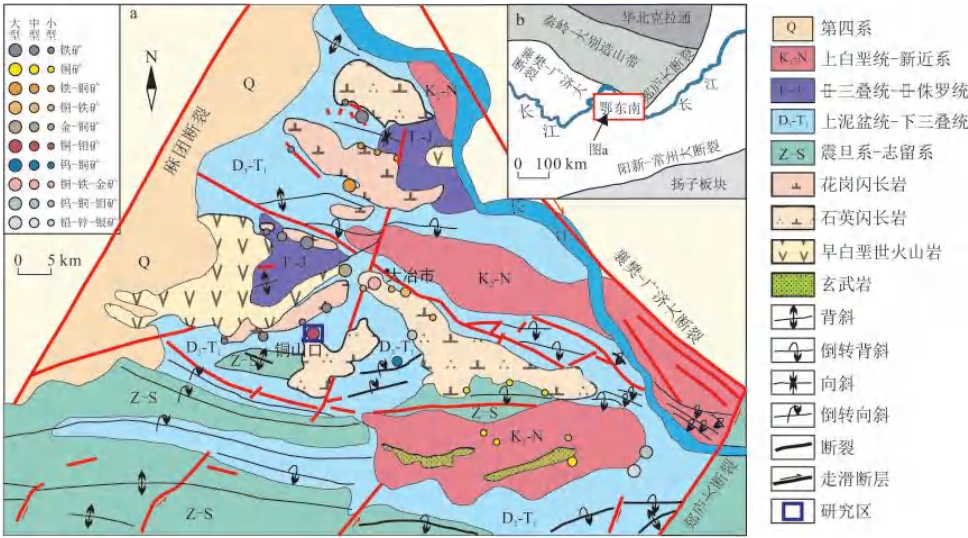 a
大型 中型 小型
铁矿
铜矿
铁-铜矿
铜-铁矿
金-铜矿
铜-钼矿
钨-铜矿
铜-铁-金矿
钨-铜-钼矿
铅-锌-银矿
0 5 km
N
Q
麻团断裂
K₂-N
T₂-J
D₃-T₁
Q
T-J
大冶市
K₂-N
襄樊-广济大断裂
D₃-T₁
铜山口
Z-S
D₃-T₁
Z-S
Z-S
K₂-N
Z-S
D₃-T₁
郯庐大断裂
b
华北克拉通
秦岭-大别造山带
襄樊-广济大断裂
郯庐大断裂
长江
鄂东南
长江
图a
0 100 km
阳新-常州大断裂
扬子板块
Q 第四系
K₂-N 上白垩统-新近系
T-J 中三叠统-中侏罗统
D₃-T₁ 上泥盆统-下三叠统
Z-S 震旦系-志留系
花岗闪长岩
石英闪长岩
早白垩世火山岩
玄武岩
背斜
倒转背斜
向斜
倒转向斜
断裂
走滑断层
研究区